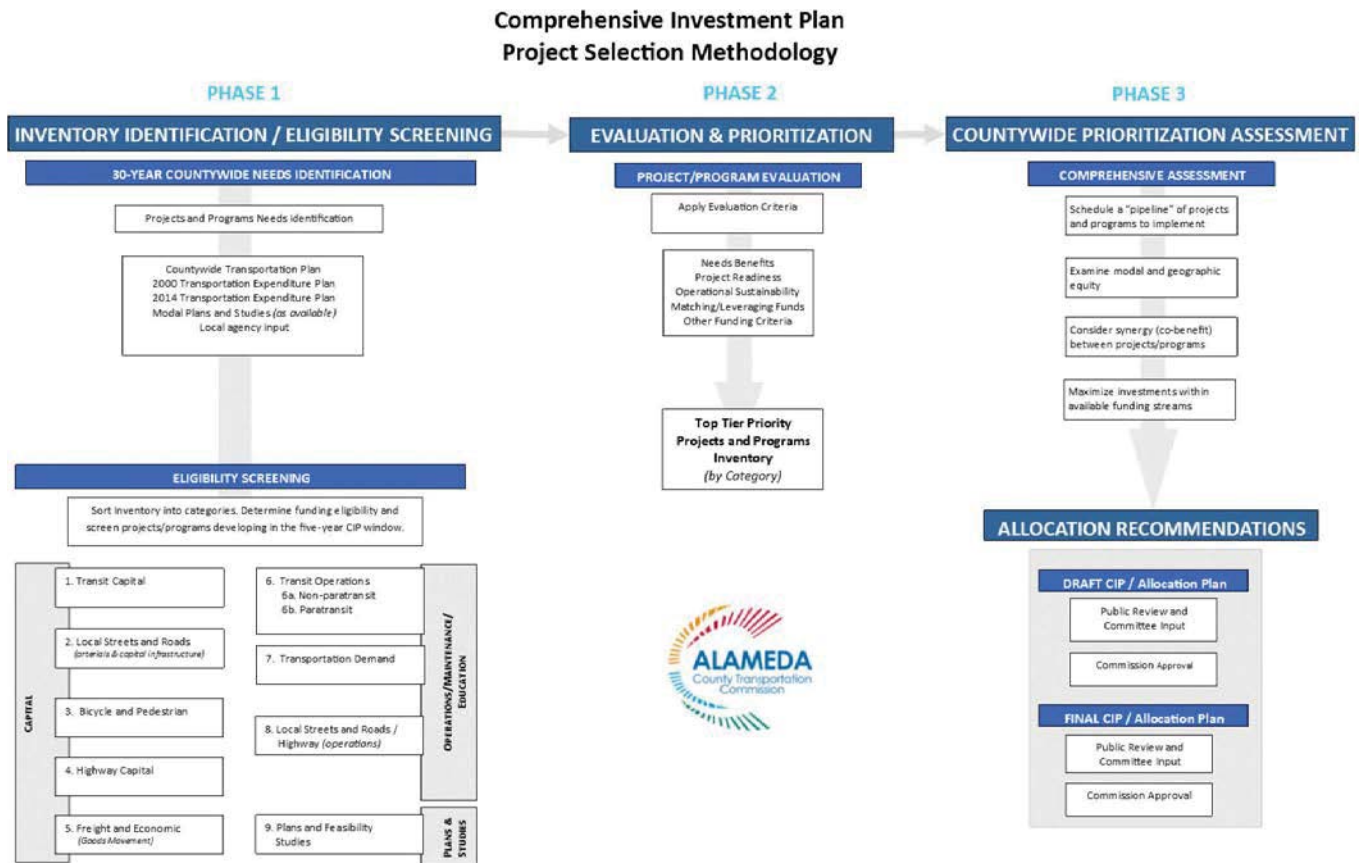 Comprehensive Investment Plan
Project Selection Methodology
PHASE 1
INVENTORY IDENTIFICATION / ELIGIBILITY SCREENING
30-YEAR COUNTYWIDE NEEDS IDENTIFICATION
Projects and Programs Needs identification
Countywide Transportation Plan
2000 Transportation Expenditure Plan
2014 Transportation Expenditure Plan
Modal Plans and Studies (as available)
Local agency input
ELIGIBILITY SCREENING
Sort Inventory into categories. Determine funding eligibility and
screen projects/programs developing in the five-year CIP window.
CAPITAL
1. Transit Capital
2. Local Streets and Roads
(arterials & capital infrastructure)
3. Bicycle and Pedestrian
4. Highway Capital
5. Freight and Economic
(Goods Movement)
6. Transit Operations
6a. Non-paratransit
6b. Paratransit
7. Transportation Demand
8. Local Streets and Roads /
Highway (operations)
9. Plans and Feasibility
Studies
OPERATIONS/MAINTENANCE/
EDUCATION
PLANS &
STUDIES
PHASE 2
EVALUATION & PRIORITIZATION
PROJECT/PROGRAM EVALUATION
Apply Evaluation Criteria
Needs Benefits
Project Readiness
Operational Sustainability
Matching/Leveraging Funds
Other Funding Criteria
Top Tier Priority
Projects and Programs
Inventory
(by Category)
ALAMEDA
County Transportation
Commission
PHASE 3
COUNTYWIDE PRIORITIZATION ASSESSMENT
COMPREHENSIVE ASSESSMENT
Schedule a "pipeline" of projects
and programs to implement
Examine modal and geographic
equity
Consider synergy (co-benefit)
between projects/programs
Maximize investments within
available funding streams
ALLOCATION RECOMMENDATIONS
DRAFT CIP / Allocation Plan
Public Review and
Committee Input
Commission Approval
FINAL CIP / Allocation Plan
Public Review and
Committee Input
Commission Approval